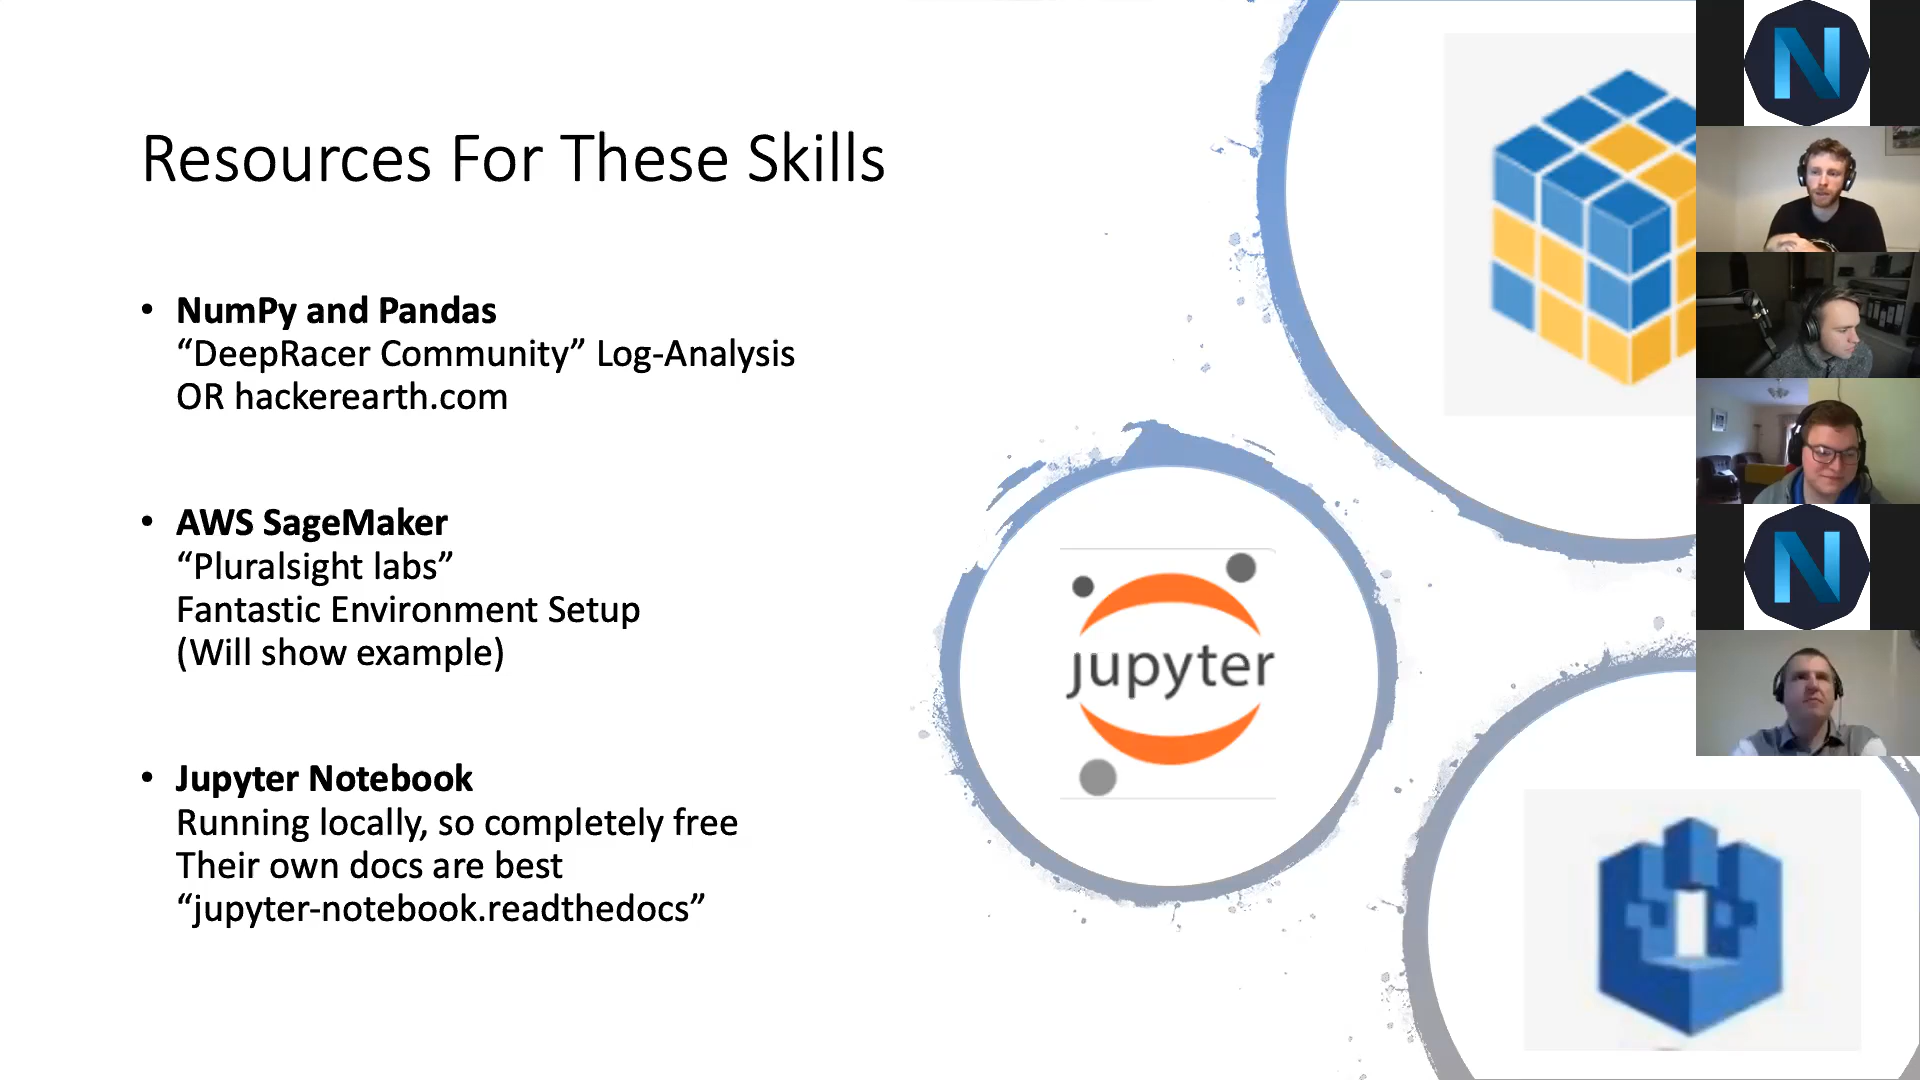 Resources For These Skills
• NumPy and Pandas
“DeepRacer Community” Log-Analysis
OR hackerearth.com
• AWS SageMaker
“Pluralsight labs”
Fantastic Environment Setup
(Will show example)
• Jupyter Notebook
Running locally, so completely free
Their own docs are best
“jupyter-notebook.readthedocs”
jupyter
N
N